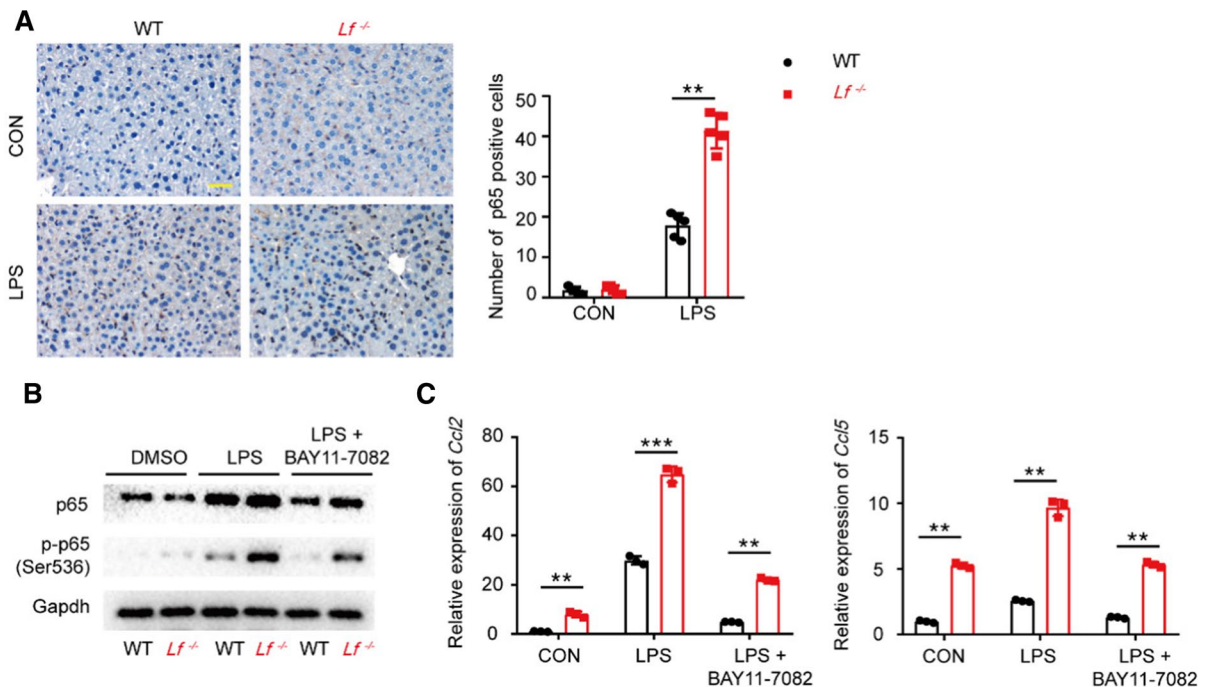 A
WT
Lf -/-
CON
LPS
Number of p65 positive cells
50
40
30
20
10
0
**
CON
LPS
WT
Lf -/-
B
DMSO
LPS
LPS +
BAY11-7082
p65
p-p65
(Ser536)
Gapdh
WT
Lf -/-
WT
Lf -/-
WT
Lf -/-
C
Relative expression of Ccl2
80
60
40
20
0
**
***
**
CON
LPS
LPS +
BAY11-7082
Relative expression of Ccl5
15
10
5
0
**
**
**
CON
LPS
LPS +
BAY11-7082